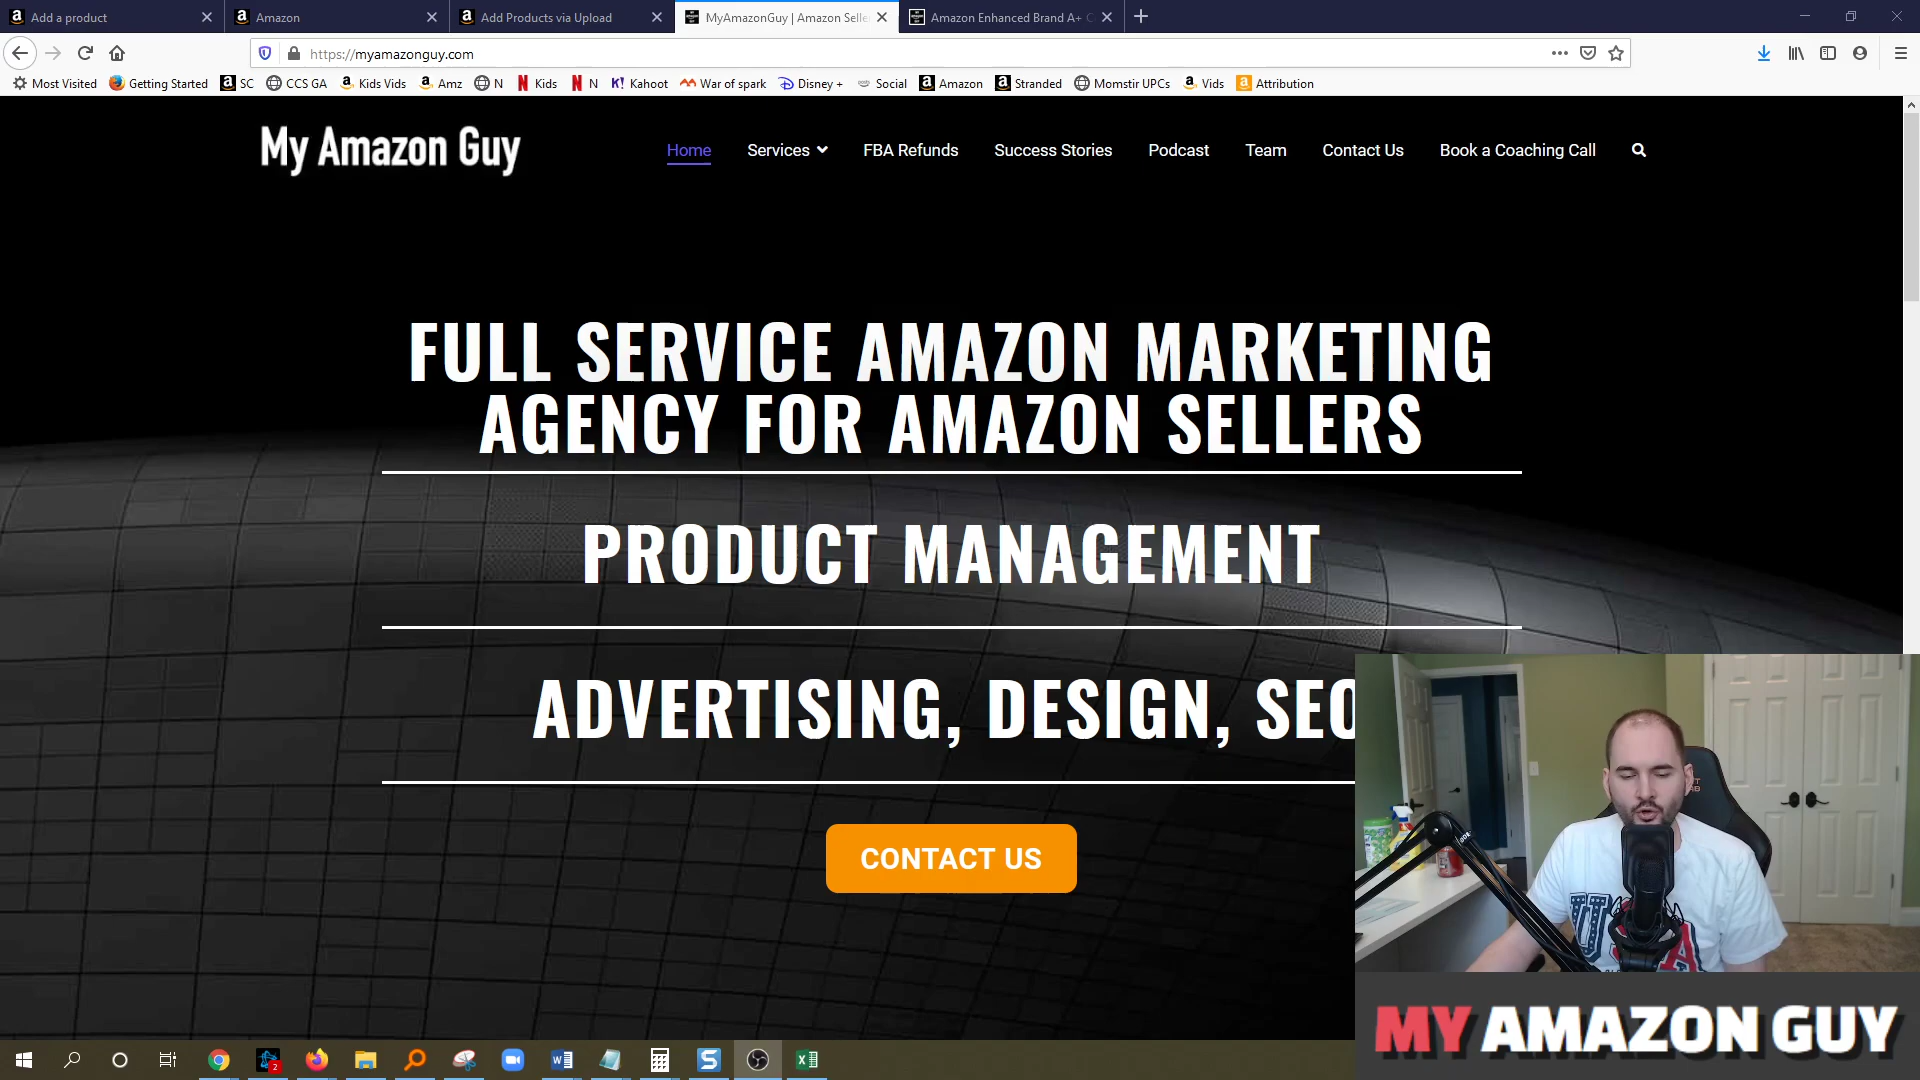 Add a product
Amazon
Add Products via Upload
MyAmazonGuy | Amazon Selle
Amazon Enhanced Brand A+ C
https://myamazonguy.com
Most Visited
Getting Started
SC
CCS GA
Kids Vids
Amz
N
Kids
N
Kahoot
War of spark
Disney +
Social
Amazon
Stranded
Momstir UPCs
Vids
Attribution
My Amazon Guy
Home
Services
FBA Refunds
Success Stories
Podcast
Team
Contact Us
Book a Coaching Call
FULL SERVICE AMAZON MARKETING
AGENCY FOR AMAZON SELLERS
PRODUCT MANAGEMENT
ADVERTISING, DESIGN, SEO
CONTACT US
USA
MY AMAZON GUY